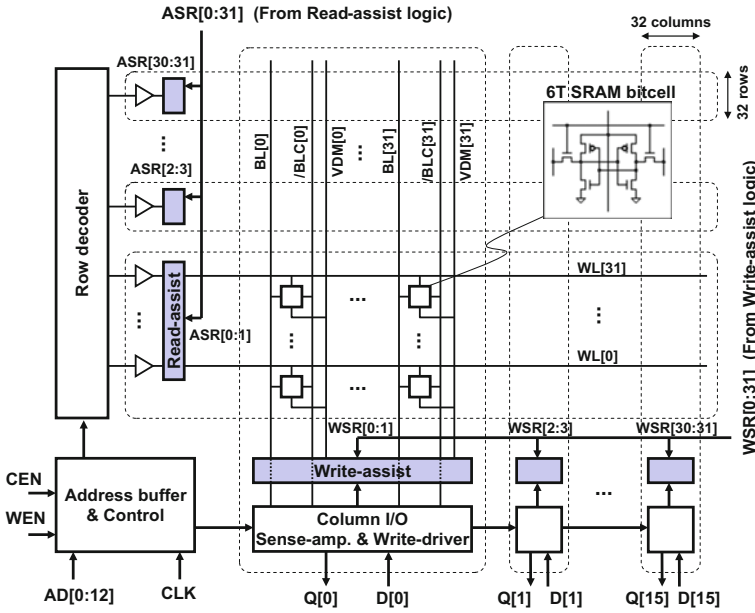 ASR[0:31] (From Read-assist logic)
32 columns
ASR[30:31]
32 rows
6T SRAM bitcell
BL[0]
/BLC[0]
VDM[0]
...
BL[31]
/BLC[31]
VDM[31]
...
ASR[2:3]
Row decoder
WL[31]
...
...
Read-assist
...
ASR[0:1]
...
...
...
WL[0]
...
WSR[0:31] (From Write-assist logic)
WSR[0:1]
WSR[2:3]
WSR[30:31]
Write-assist
CEN
WEN
Address buffer
& Control
Column I/O
Sense-amp. & Write-driver
...
AD[0:12]
CLK
Q[0]
D[0]
Q[1]
D[1]
Q[15]
D[15]